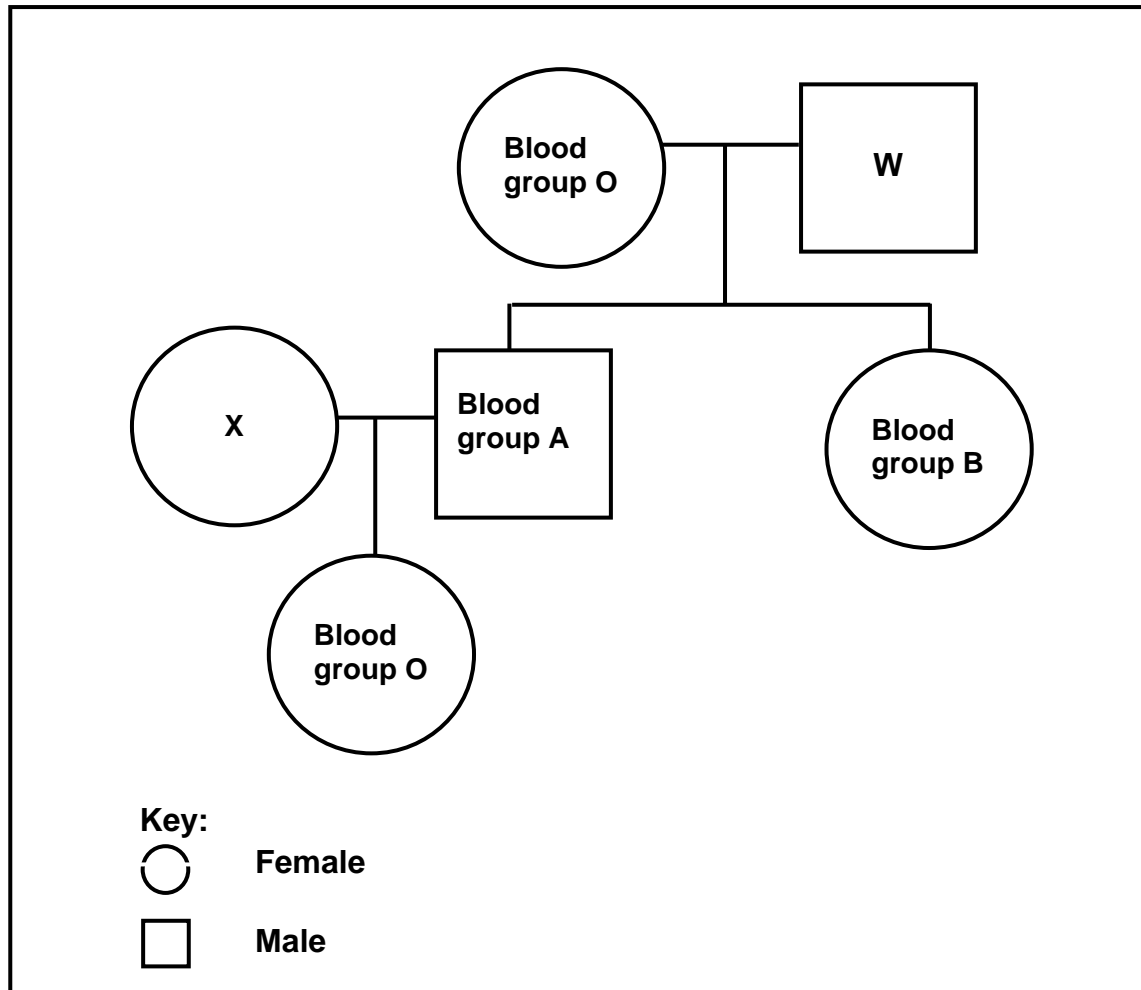 Blood
group O
W
X
Blood
group A
Blood
group B
Blood
group O
Key:
Female
Male